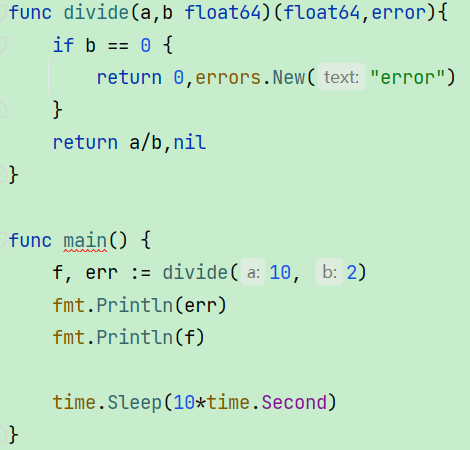 func divide(a,b float64)(float64,error){
    if b == 0 {
        return 0,errors.New( text: "error")
    }
    return a/b,nil
}
func main() {
    f, err := divide( a: 10, b: 2)
    fmt.Println(err)
    fmt.Println(f)
    time.Sleep(10*time.Second)
}